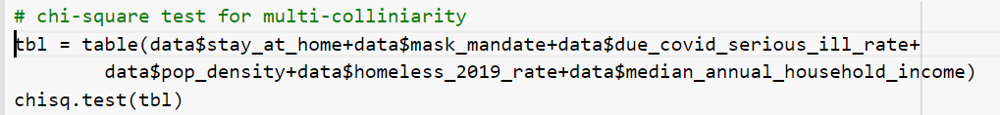 # chi-square test for multi-colliniarity
tbl = table(data$stay_at_home+data$mask_mandate+data$due_covid_serious_ill_rate+
data$pop_density+data$homeless_2019_rate+data$median_annual_household_income)
chisq.test(tbl)